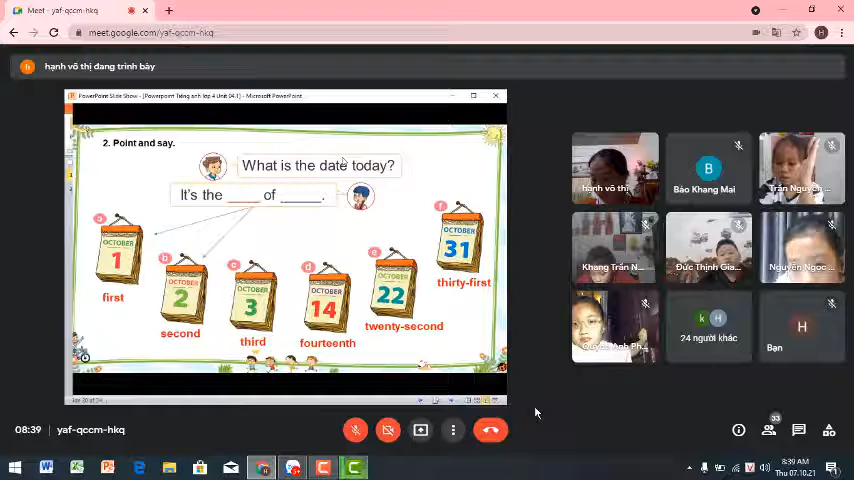 Meet - yaf-qccm-hkq
meet.google.com/yaf-qccm-hkq
H
h
hạnh võ thị đang trình bày
PowerPoint Slide Show - [Powerpoint Tiếng anh lớp 4 Unit 04.1] - Microsoft PowerPoint
2. Point and say.
What is the date today?
It's the ____ of _____.
a
OCTOBER
1
first
b
OCTOBER
2
second
c
OCTOBER
3
third
d
OCTOBER
14
fourteenth
e
OCTOBER
22
twenty-second
f
OCTOBER
31
thirty-first
hạnh võ thị
B
Bảo Khang Mai
Trần Nguyễn
Khang Trần N...
Đức Thịnh Gia...
Nguyễn Ngọc
k
H
24 người khác
H
Bạn
08:39
yaf-qccm-hkq
33
8:39 AM
Thu 07.10.21